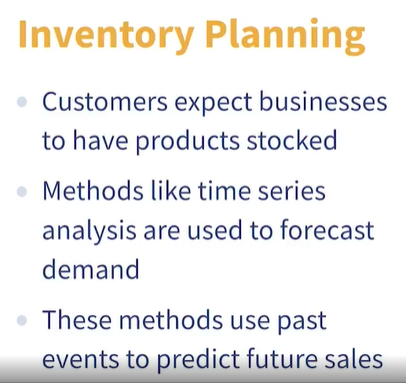 Inventory Planning
Customers expect businesses
to have products stocked
Methods like time series
analysis are used to forecast
demand
These methods use past
events to predict future sales